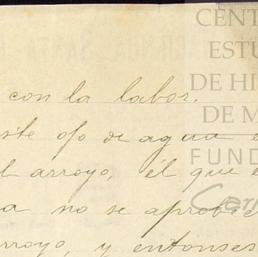 CENT
ESTU
DE HI
DE M
FUND
con la labor.
ste ojo de agua e
l arroyo, él que e
a no se aprobe
rroyo, y entonses